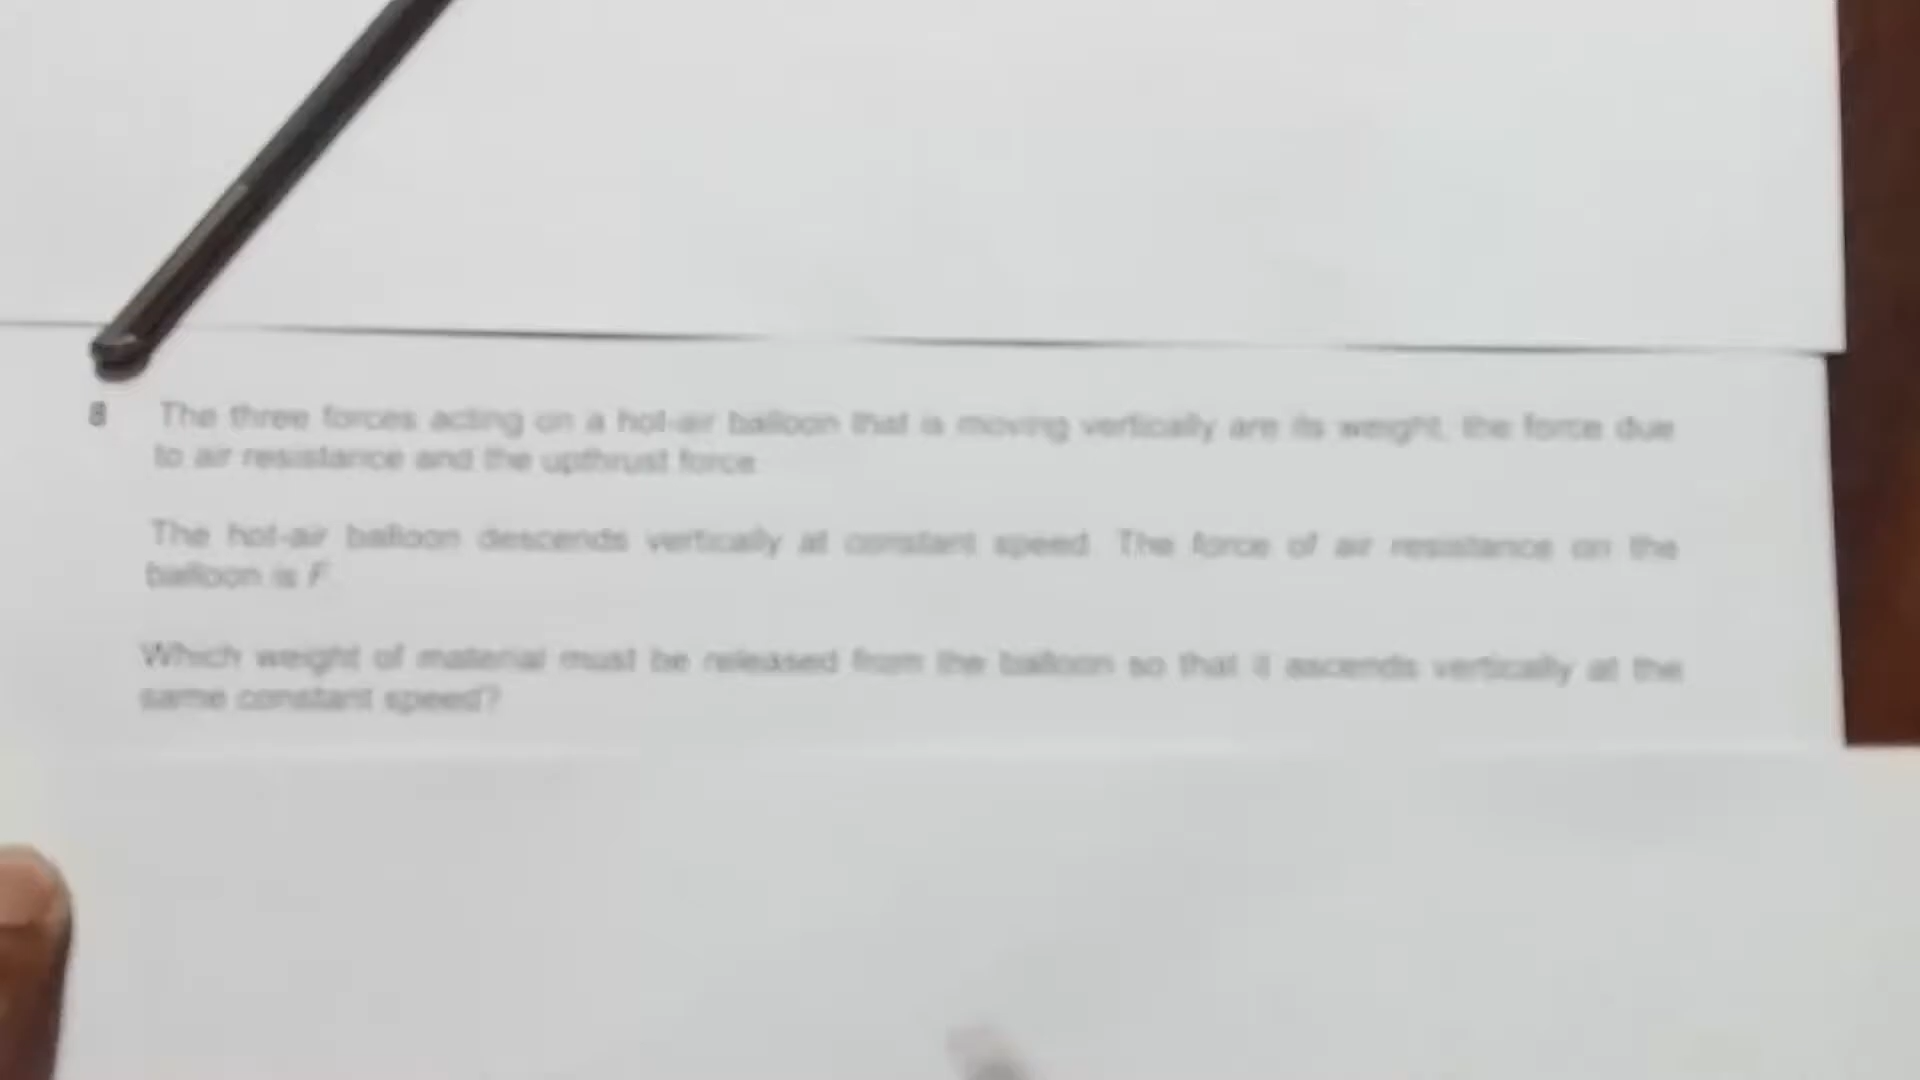 8 The three forces acting on a hot-air balloon that is moving vertically are its weight, the force due
to air resistance and the upthrust force.
The hot-air balloon descends vertically at constant speed. The force of air resistance on the
balloon is F.
Which weight of material must be released from the balloon so that it ascends vertically at the
same constant speed?